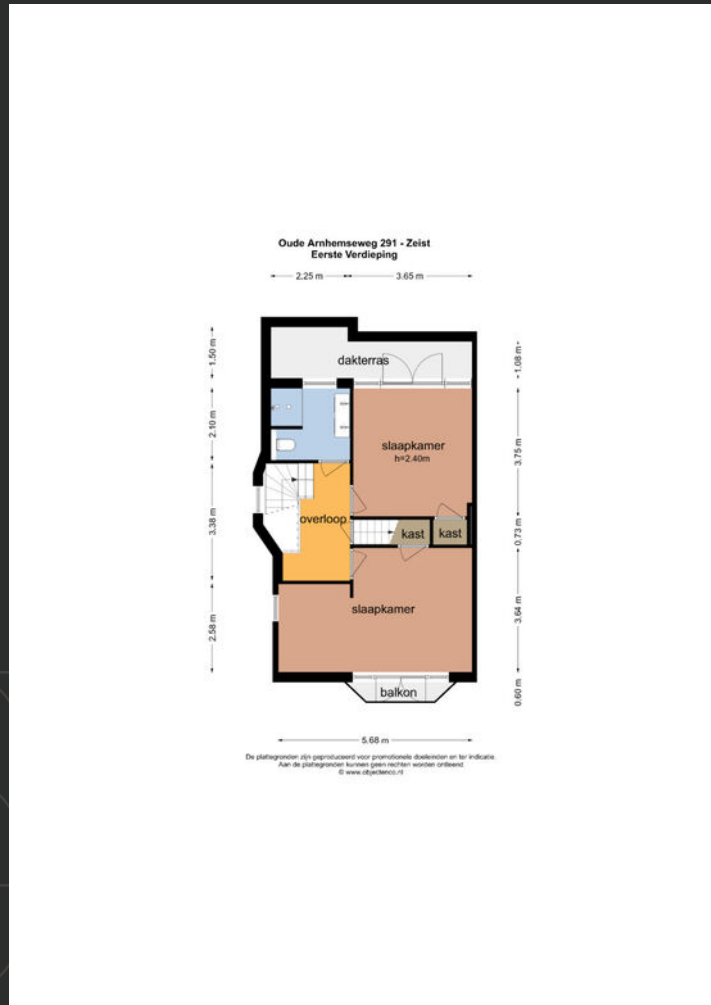 Oude Arnhemseweg 291 - Zeist
Eerste Verdieping
2.25 m
3.65 m
1.50 m
1.08 m
dakterras
2.10 m
slaapkamer
h=2.40m
3.75 m
3.38 m
overloop
kast
kast
0.73 m
slaapkamer
3.64 m
2.58 m
balkon
0.60 m
5.68 m
De plattegronden zijn geproduceerd voor promotionele doeleinden en ter indicatie.
Aan de plattegronden kunnen geen rechten worden ontleend
© www.objectenco.nl